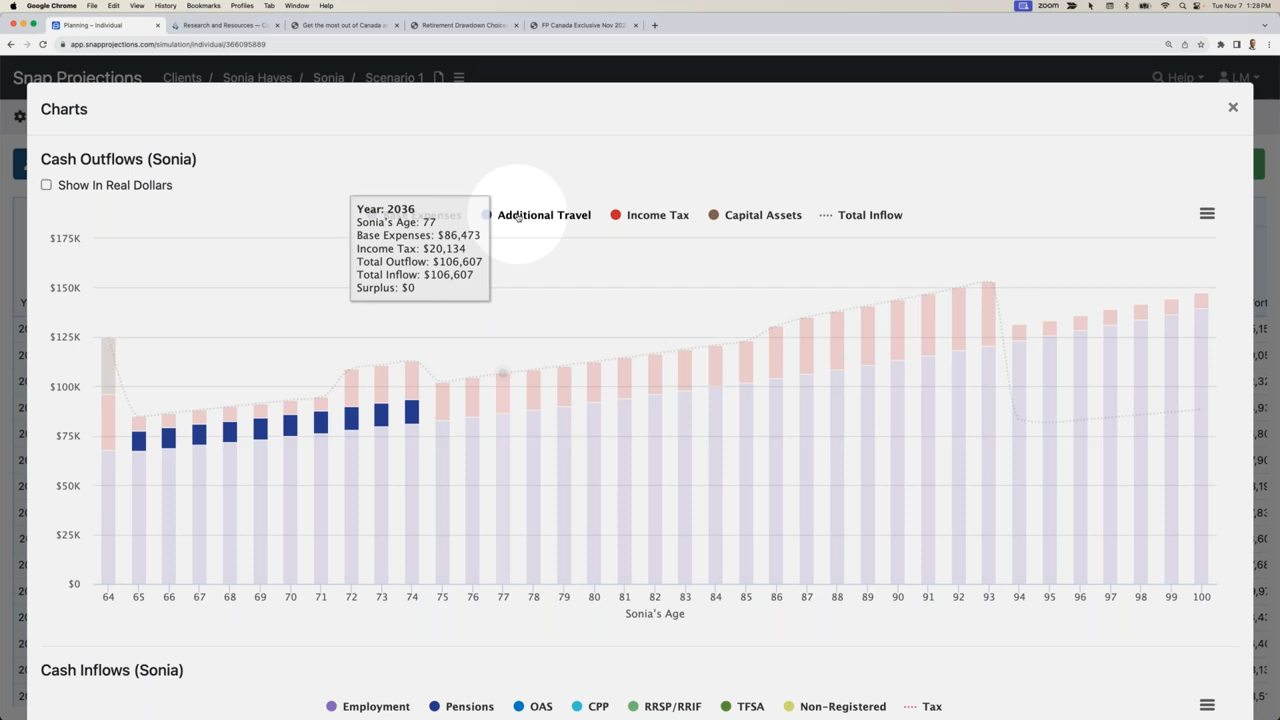 Google Chrome File Edit View History Bookmarks Profiles Tab Window Help zoom Tue Nov 7 1:28PM
Planning – Individual Research and Resources — Get the most out of Canada Retirement Drawdown Choice FP Canada Exclusive Nov 202
app.snapprojections.com/simulation/individual/366095889
Snap Projections Clients / Sonia Hayes / Sonia / Scenario 1 Help LM
Charts
Cash Outflows (Sonia)
Show In Real Dollars
Additional Travel Income Tax Capital Assets Total Inflow
Year: 2036
Sonia's Age: 77
Base Expenses: $86,473
Income Tax: $20,134
Total Outflow: $106,607
Total Inflow: $106,607
Surplus: $0
$175K
$150K
$125K
$100K
$75K
$50K
$25K
$0
64 65 66 67 68 69 70 71 72 73 74 75 76 77 78 79 80 81 82 83 84 85 86 87 88 89 90 91 92 93 94 95 96 97 98 99 100
Sonia's Age
Cash Inflows (Sonia)
Employment Pensions OAS CPP RRSP/RRIF TFSA Non-Registered Tax